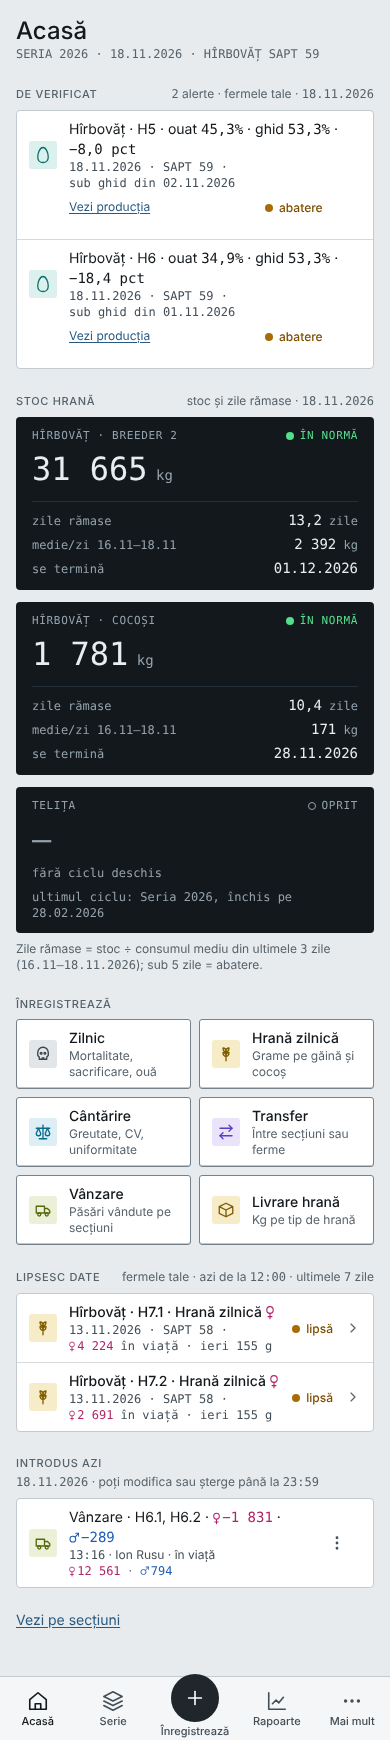 Acasă
SERIA 2026 · 18.11.2026 · HÎRBOVĂȚ SAPT 59
DE VERIFICAT
2 alerte · fermele tale · 18.11.2026
Hîrbovăț · H5 · ouat 45,3% · ghid 53,3% ·
−8,0 pct
18.11.2026 · SAPT 59 ·
sub ghid din 02.11.2026
Vezi producția
abatere
Hîrbovăț · H6 · ouat 34,9% · ghid 53,3% ·
−18,4 pct
18.11.2026 · SAPT 59 ·
sub ghid din 01.11.2026
Vezi producția
abatere
STOC HRANĂ
stoc și zile rămase · 18.11.2026
HÎRBOVĂȚ · BREEDER 2
ÎN NORMĂ
31 665 kg
zile rămase 13,2 zile
medie/zi 16.11–18.11 2 392 kg
se termină 01.12.2026
HÎRBOVĂȚ · COCOȘI
ÎN NORMĂ
1 781 kg
zile rămase 10,4 zile
medie/zi 16.11–18.11 171 kg
se termină 28.11.2026
TELIȚA
OPRIT
—
fără ciclu deschis
ultimul ciclu: Seria 2026, închis pe
28.02.2026
Zile rămase = stoc ÷ consumul mediu din ultimele 3 zile
(16.11–18.11.2026); sub 5 zile = abatere.
ÎNREGISTREAZĂ
Zilnic
Mortalitate,
sacrificare, ouă
Hrană zilnică
Grame pe găină și
cocoș
Cântărire
Greutate, CV,
uniformitate
Transfer
Între secțiuni sau
ferme
Vânzare
Păsări vândute pe
secțiuni
Livrare hrană
Kg pe tip de hrană
LIPSESC DATE
fermele tale · azi de la 12:00 · ultimele 7 zile
Hîrbovăț · H7.1 · Hrană zilnică ♀
13.11.2026 · SAPT 58 ·
♀4 224 în viață · ieri 155 g
lipsă
Hîrbovăț · H7.2 · Hrană zilnică ♀
13.11.2026 · SAPT 58 ·
♀2 691 în viață · ieri 155 g
lipsă
INTRODUS AZI
18.11.2026 · poți modifica sau șterge până la 23:59
Vânzare · H6.1, H6.2 · ♀−1 831 ·
♂−289
13:16 · Ion Rusu · în viață
♀12 561 · ♂794
Vezi pe secțiuni
Acasă
Serie
Înregistrează
Rapoarte
Mai mult